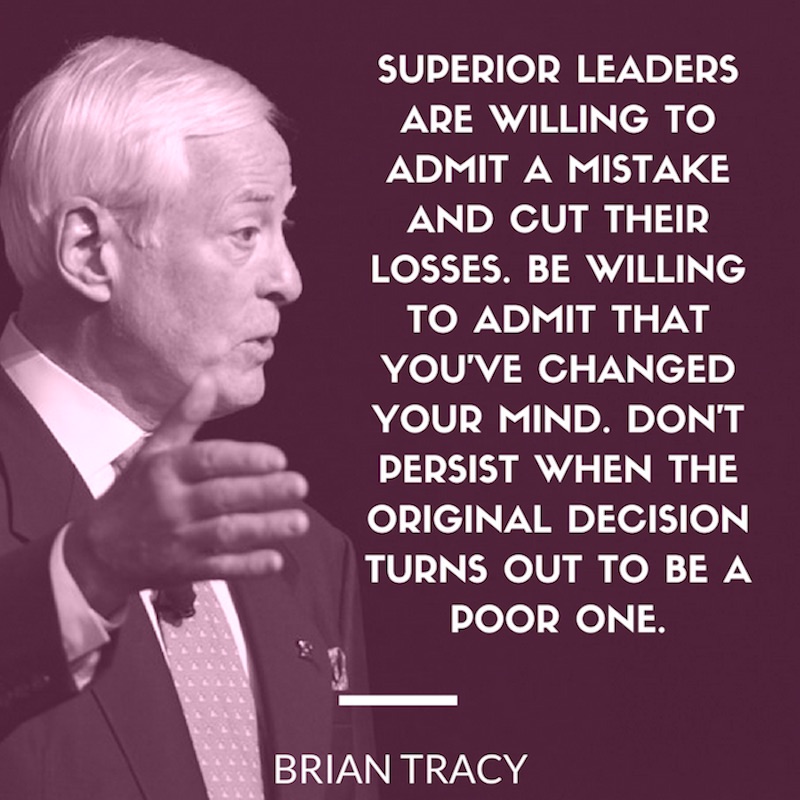 SUPERIOR LEADERS
ARE WILLING TO
ADMIT A MISTAKE
AND CUT THEIR
LOSSES. BE WILLING
TO ADMIT THAT
YOU'VE CHANGED
YOUR MIND. DON'T
PERSIST WHEN THE
ORIGINAL DECISION
TURNS OUT TO BE A
POOR ONE.
BRIAN TRACY